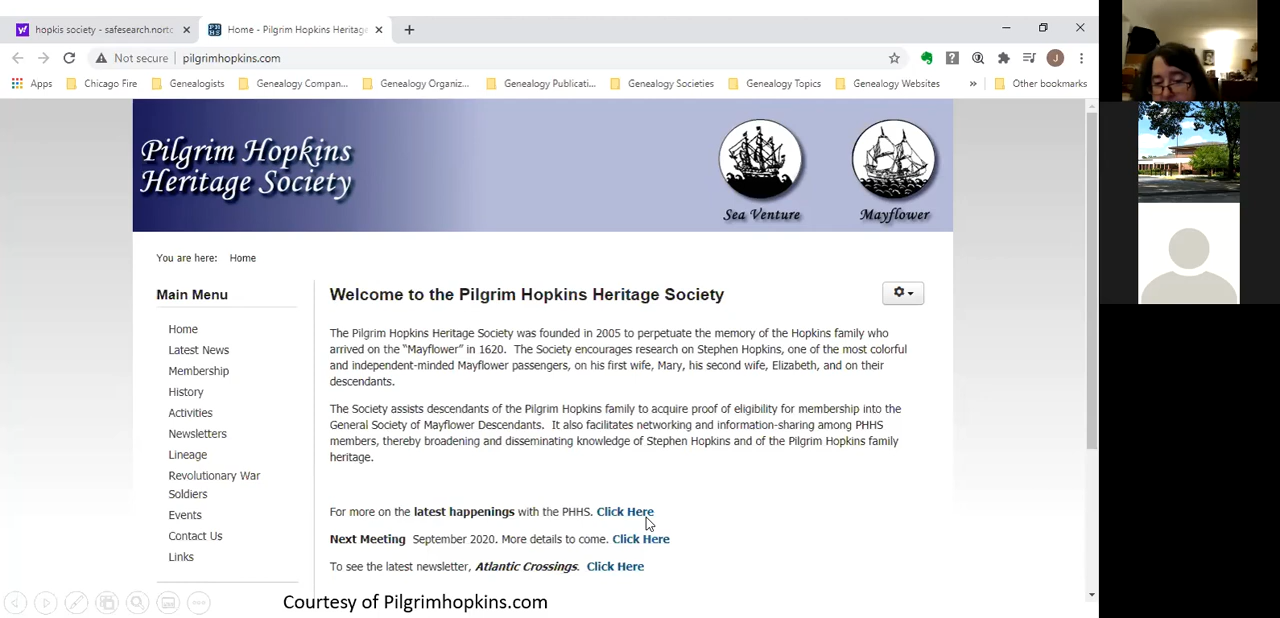 hopkis society - safesearch.nortc
Home - Pilgrim Hopkins Heritage
Not secure | pilgrimhopkins.com
J
Apps Chicago Fire Genealogists Genealogy Compan... Genealogy Organiz... Genealogy Publicati... Genealogy Societies Genealogy Topics Genealogy Websites » Other bookmarks
Pilgrim Hopkins
Heritage Society
Sea Venture
Mayflower
You are here: Home
Main Menu
Home
Latest News
Membership
History
Activities
Newsletters
Lineage
Revolutionary War
Soldiers
Events
Contact Us
Links
Welcome to the Pilgrim Hopkins Heritage Society
The Pilgrim Hopkins Heritage Society was founded in 2005 to perpetuate the memory of the Hopkins family who
arrived on the “Mayflower” in 1620. The Society encourages research on Stephen Hopkins, one of the most colorful
and independent-minded Mayflower passengers, on his first wife, Mary, his second wife, Elizabeth, and on their
descendants.
The Society assists descendants of the Pilgrim Hopkins family to acquire proof of eligibility for membership into the
General Society of Mayflower Descendants. It also facilitates networking and information-sharing among PHHS
members, thereby broadening and disseminating knowledge of Stephen Hopkins and of the Pilgrim Hopkins family
heritage.
For more on the latest happenings with the PHHS. Click Here
Next Meeting September 2020. More details to come. Click Here
To see the latest newsletter, Atlantic Crossings. Click Here
Courtesy of Pilgrimhopkins.com